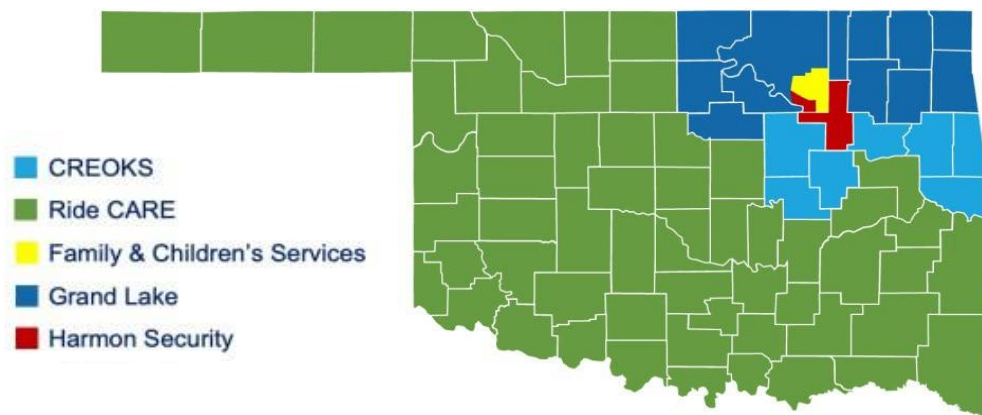 CREOKS
Ride CARE
Family & Children's Services
Grand Lake
Harmon Security